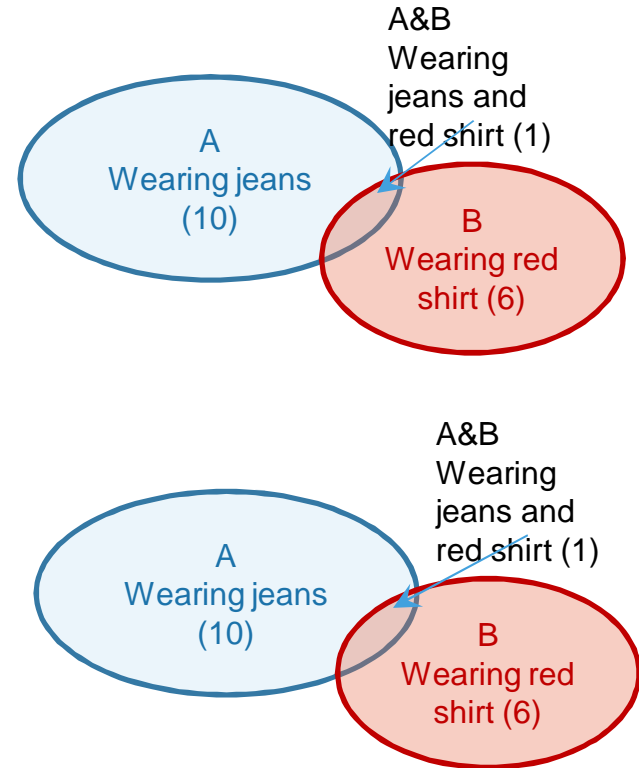 A&B
Wearing
jeans and
red shirt (1)
A
Wearing jeans
(10)
B
Wearing red
shirt (6)
A&B
Wearing
jeans and
red shirt (1)
A
Wearing jeans
(10)
B
Wearing red
shirt (6)